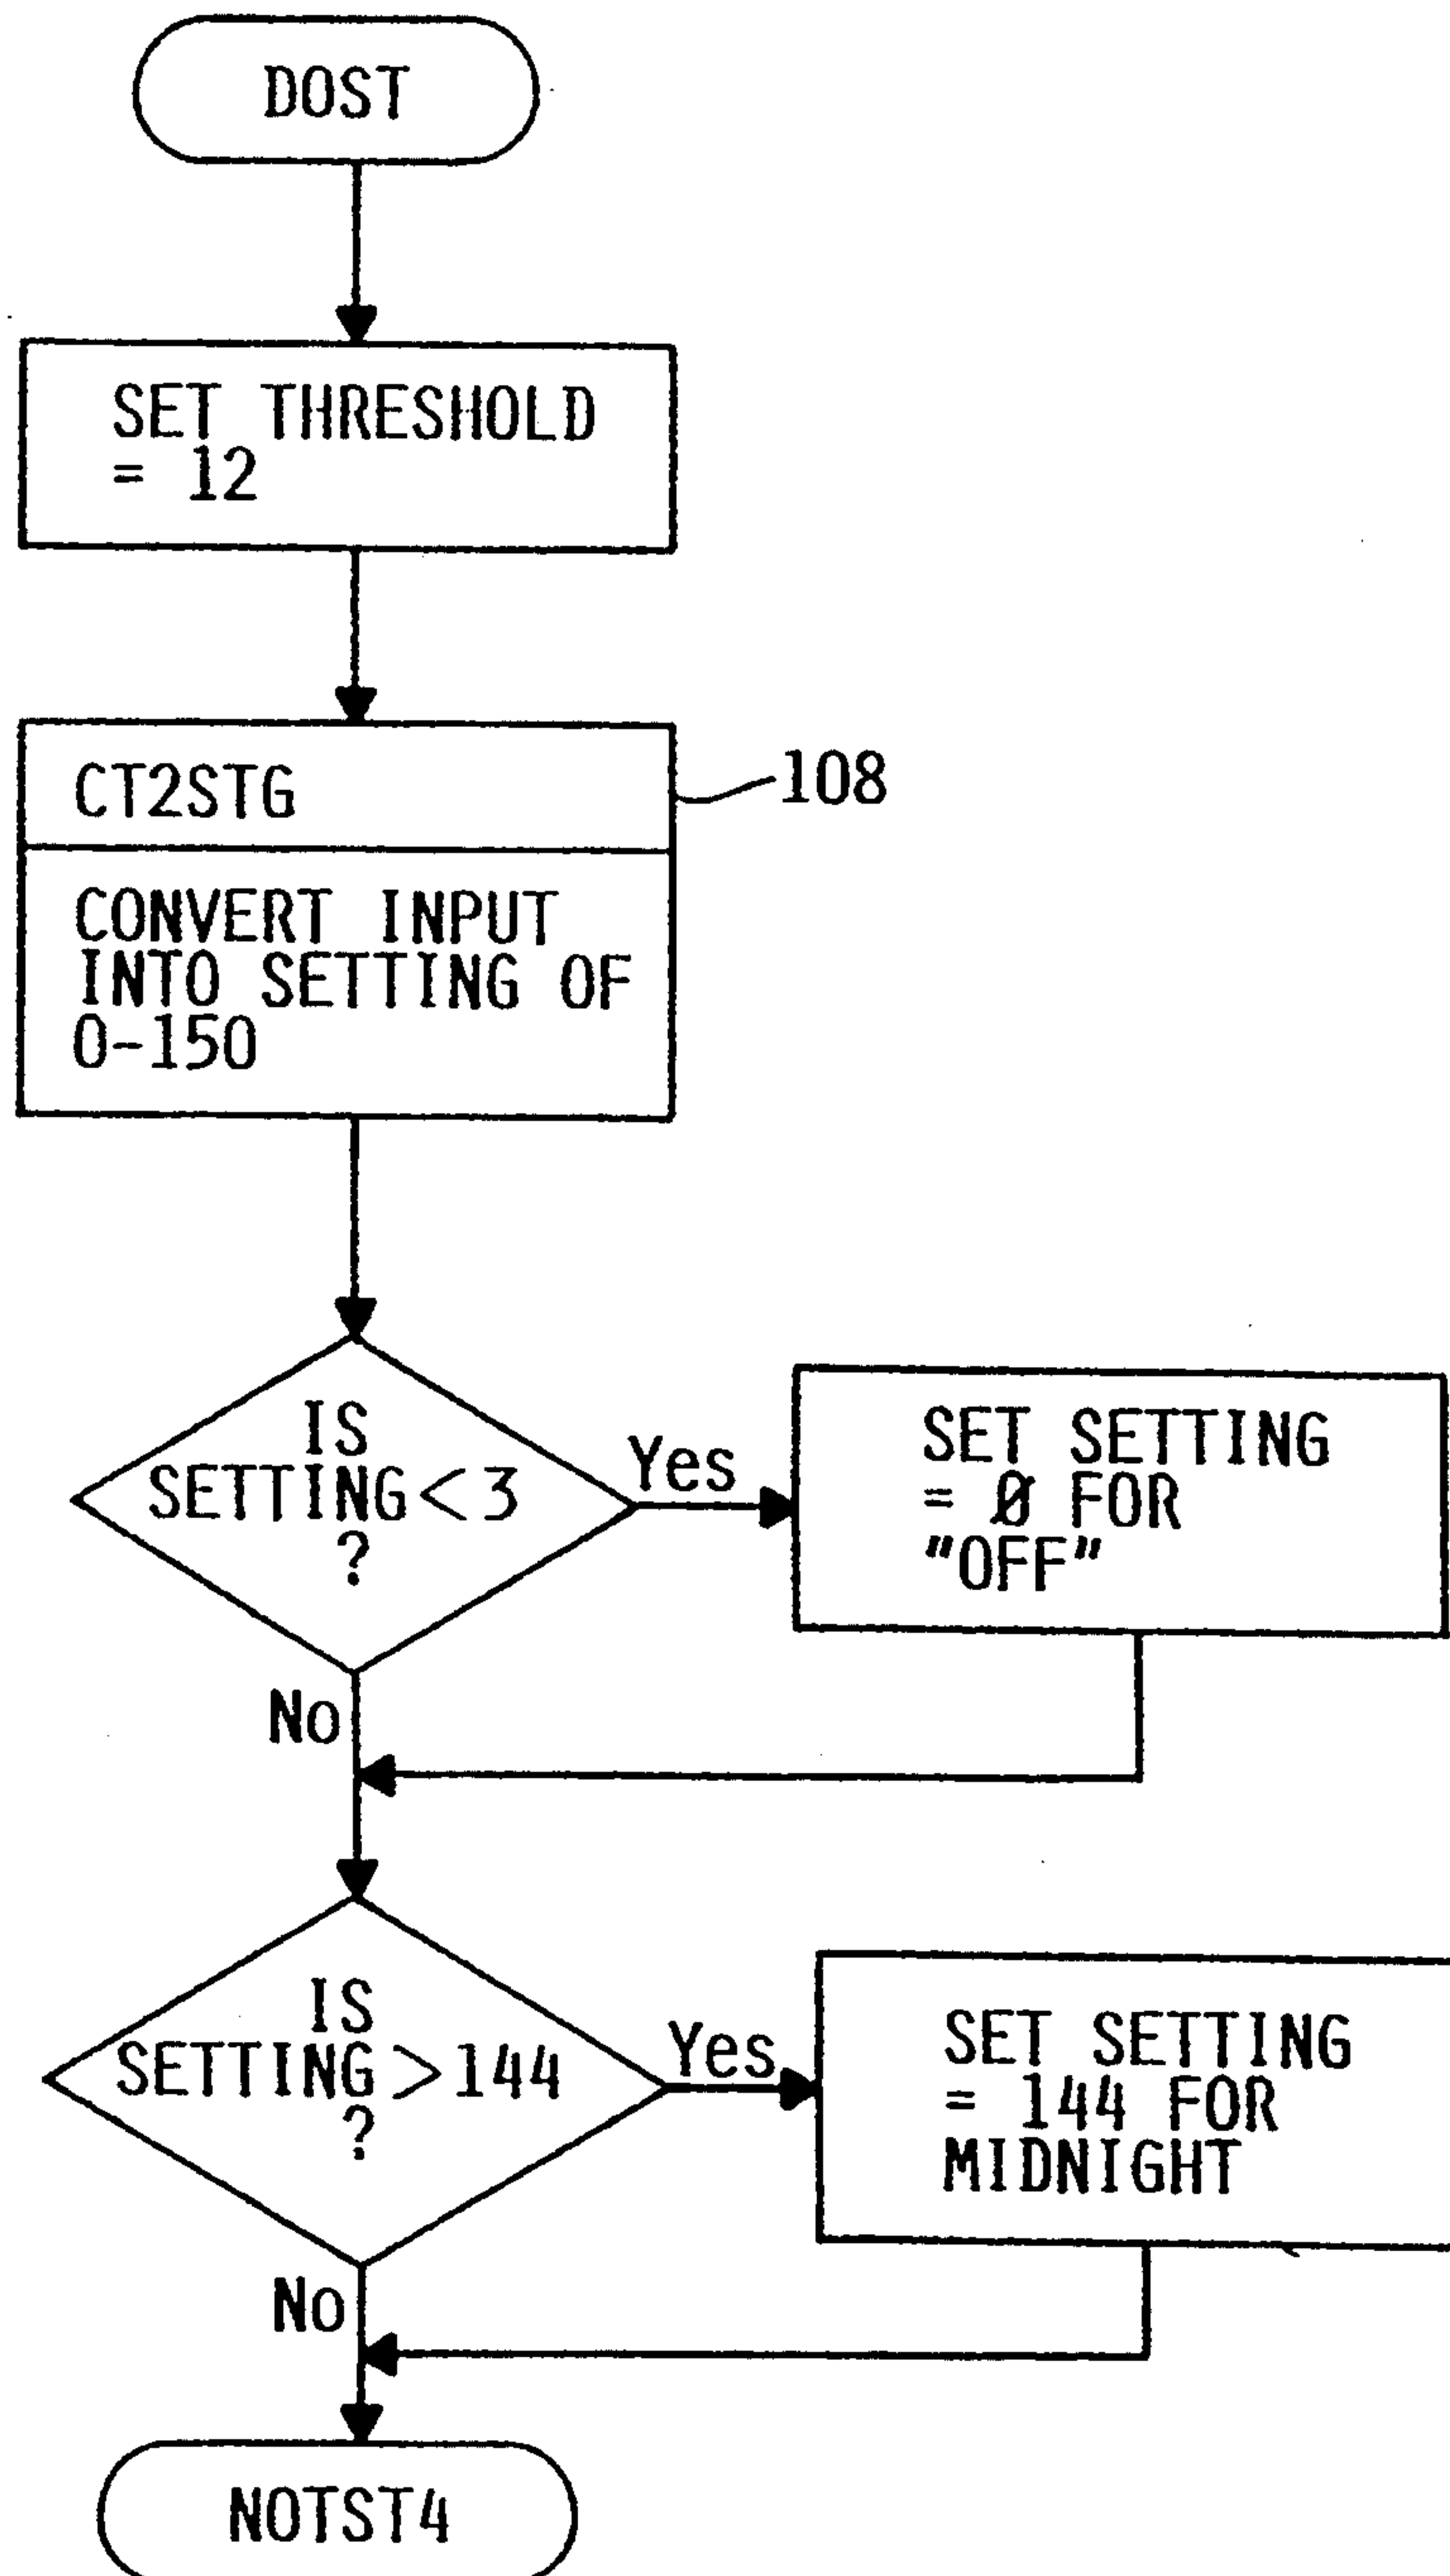 DOST
SET THRESHOLD
= 12
CT2STG
108
CONVERT INPUT
INTO SETTING OF
0-150
IS
SETTING<3
?
Yes
SET SETTING
= Ø FOR
"OFF"
No
IS
SETTING>144
?
Yes
SET SETTING
= 144 FOR
MIDNIGHT
No
NOTST4